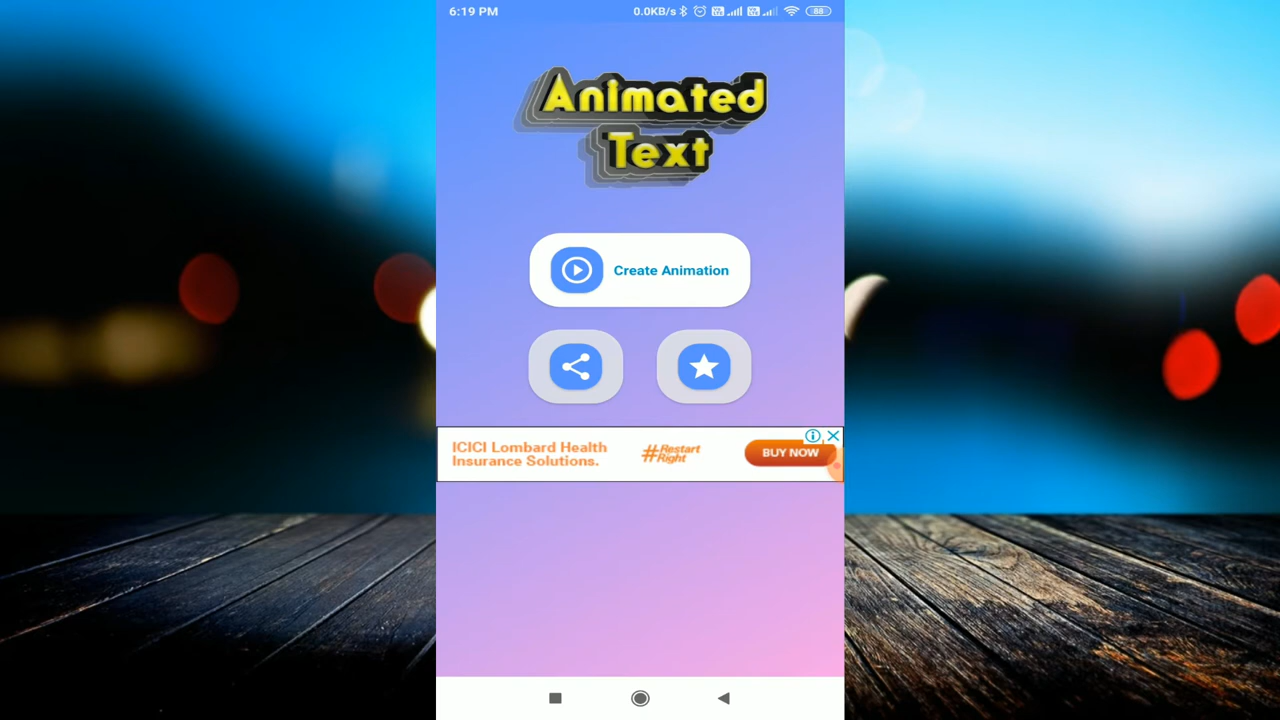 6:19 PM 0.0KB/s 88
Animated
Text
Create Animation
ICICI Lombard Health
Insurance Solutions.
#Restart
Right
BUY NOW